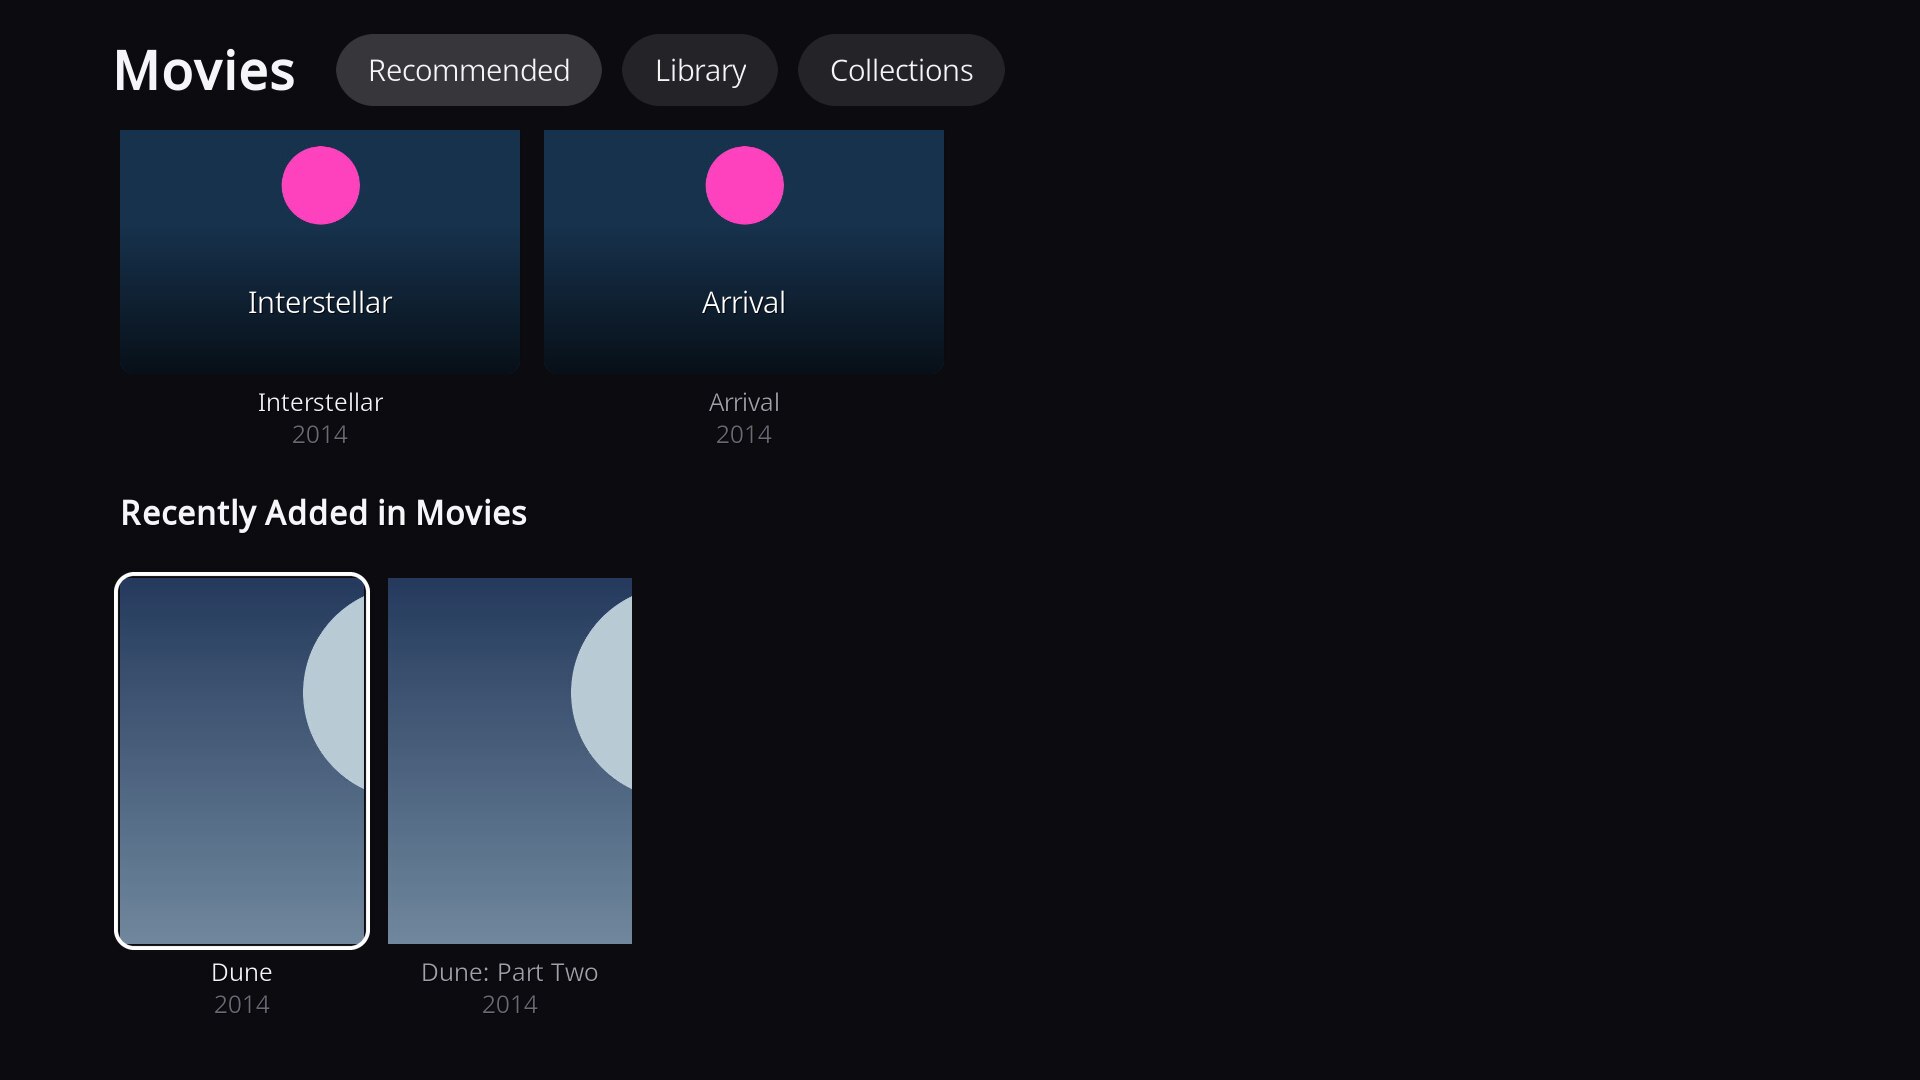 Movies
Recommended
Library
Collections
Interstellar
Arrival
Interstellar
2014
Arrival
2014
Recently Added in Movies
Dune
2014
Dune: Part Two
2014